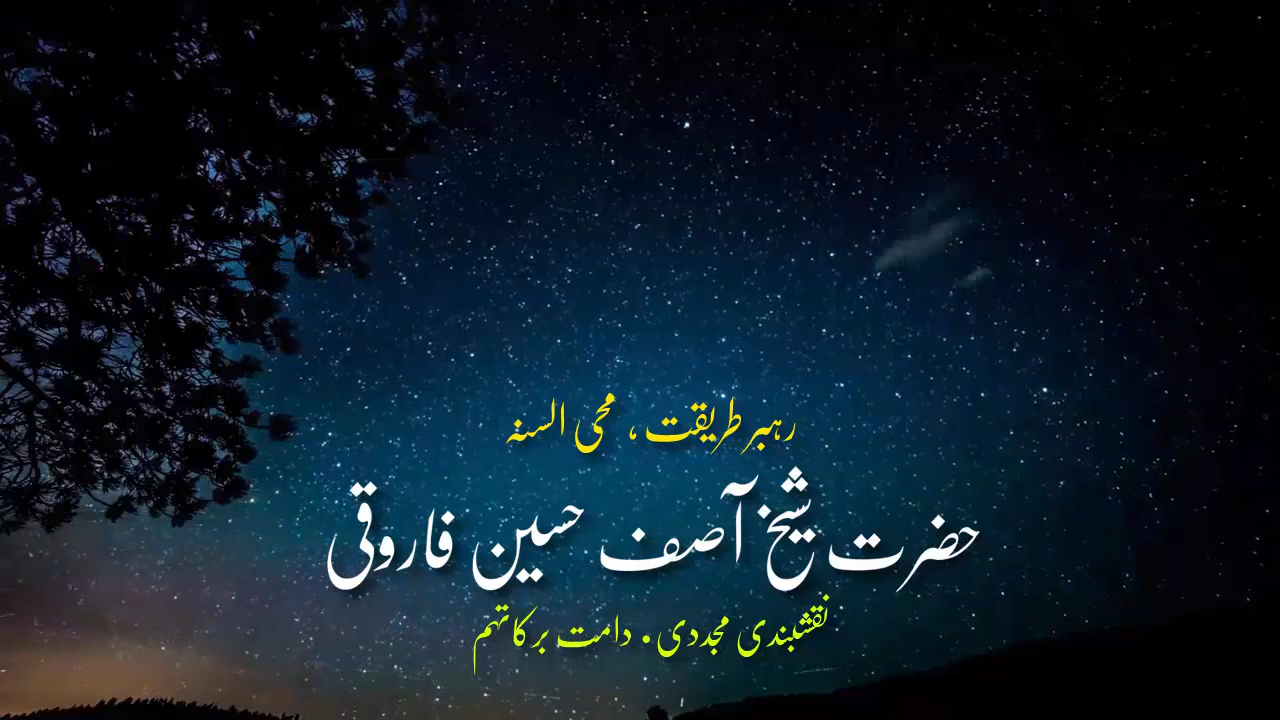 رہبر طریقت، محی السنہ
حضرت شیخ آصف حسین فاروقی
نقشبندی مجددی۔ دامت برکاتہم